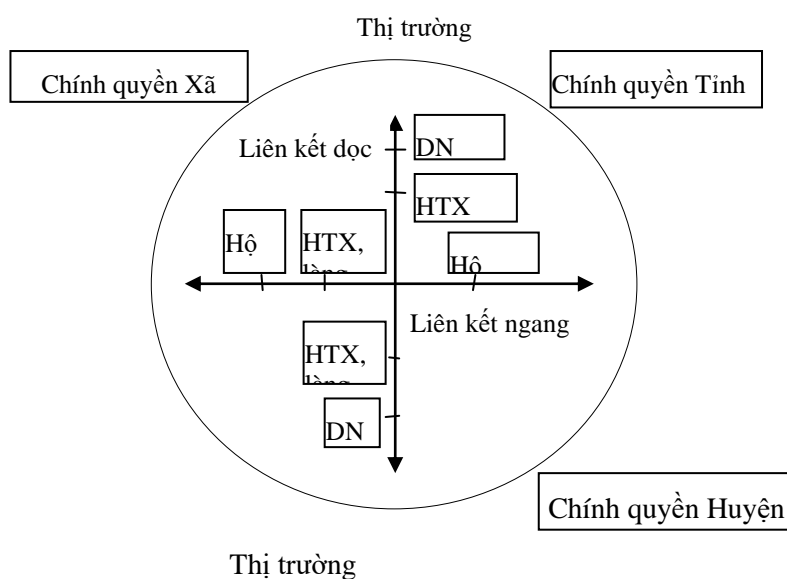 Thị trường
Chính quyền Xã
Chính quyền Tỉnh
Liên kết dọc
DN
HTX
Hộ
HTX,
Hộ
Liên kết ngang
HTX,
DN
Chính quyền Huyện
Thị trường